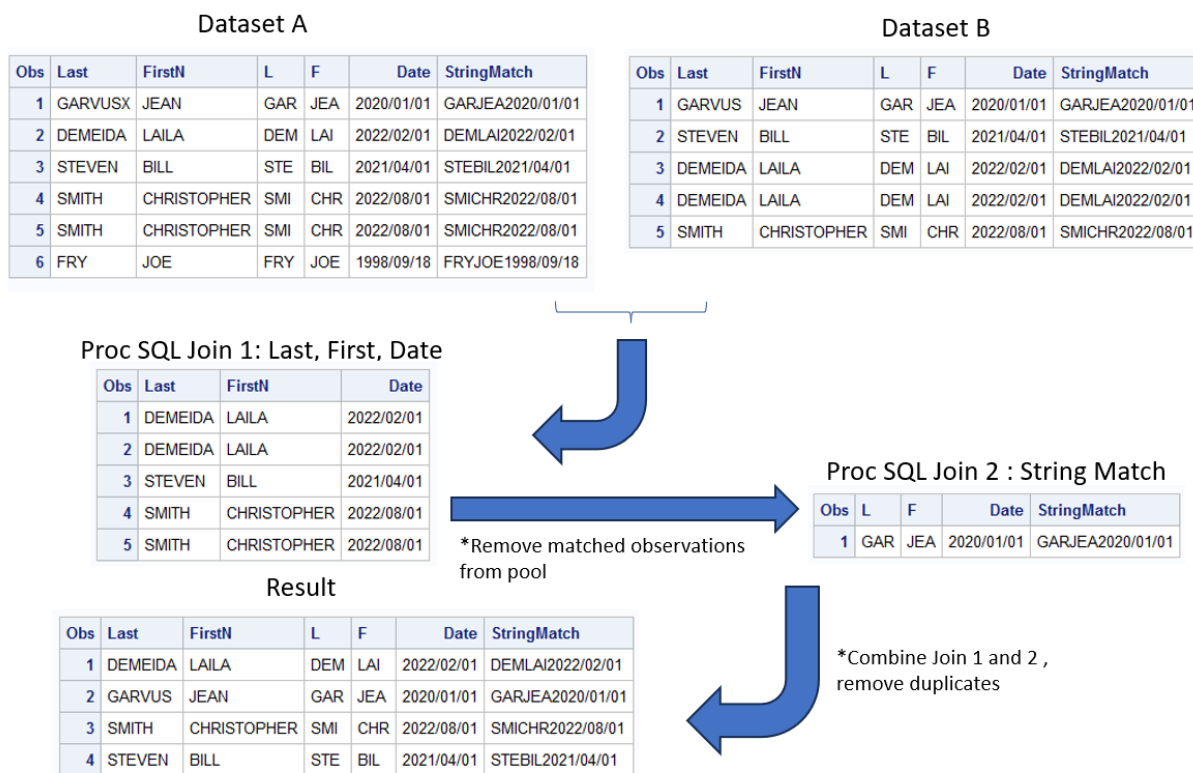 Dataset A
Obs Last FirstN L F Date StringMatch
1 GARVUSX JEAN GAR JEA 2020/01/01 GARJEA2020/01/01
2 DEMEIDA LAILA DEM LAI 2022/02/01 DEMLAI2022/02/01
3 STEVEN BILL STE BIL 2021/04/01 STEBIL2021/04/01
4 SMITH CHRISTOPHER SMI CHR 2022/08/01 SMICHR2022/08/01
5 SMITH CHRISTOPHER SMI CHR 2022/08/01 SMICHR2022/08/01
6 FRY JOE FRY JOE 1998/09/18 FRYJOE1998/09/18
Dataset B
Obs Last FirstN L F Date StringMatch
1 GARVUS JEAN GAR JEA 2020/01/01 GARJEA2020/01/01
2 STEVEN BILL STE BIL 2021/04/01 STEBIL2021/04/01
3 DEMEIDA LAILA DEM LAI 2022/02/01 DEMLAI2022/02/01
4 DEMEIDA LAILA DEM LAI 2022/02/01 DEMLAI2022/02/01
5 SMITH CHRISTOPHER SMI CHR 2022/08/01 SMICHR2022/08/01
Proc SQL Join 1: Last, First, Date
Obs Last FirstN Date
1 DEMEIDA LAILA 2022/02/01
2 DEMEIDA LAILA 2022/02/01
3 STEVEN BILL 2021/04/01
4 SMITH CHRISTOPHER 2022/08/01
5 SMITH CHRISTOPHER 2022/08/01
*Remove matched observations
from pool
Proc SQL Join 2 : String Match
Obs L F Date StringMatch
1 GAR JEA 2020/01/01 GARJEA2020/01/01
*Combine Join 1 and 2 ,
remove duplicates
Result
Obs Last FirstN L F Date StringMatch
1 DEMEIDA LAILA DEM LAI 2022/02/01 DEMLAI2022/02/01
2 GARVUS JEAN GAR JEA 2020/01/01 GARJEA2020/01/01
3 SMITH CHRISTOPHER SMI CHR 2022/08/01 SMICHR2022/08/01
4 STEVEN BILL STE BIL 2021/04/01 STEBIL2021/04/01